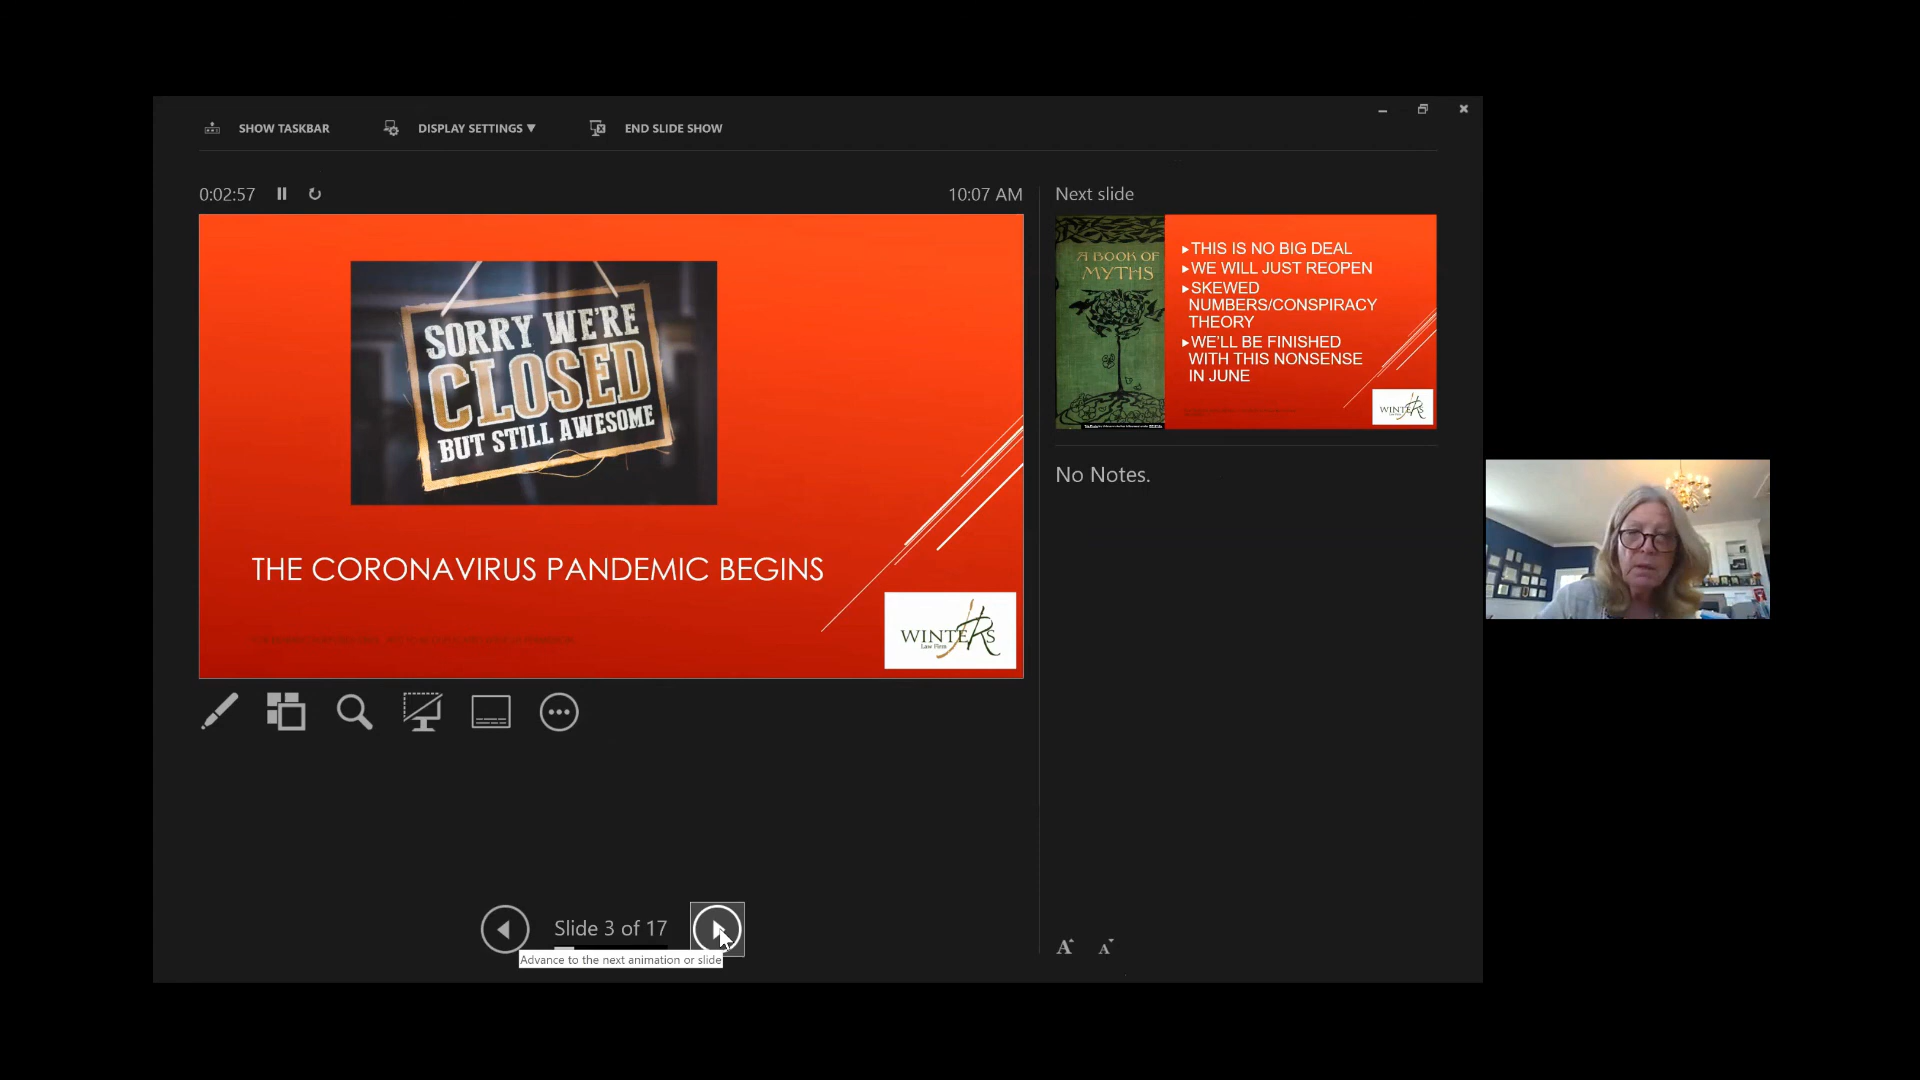 SHOW TASKBAR
DISPLAY SETTINGS ▼
END SLIDE SHOW
0:02:57
10:07 AM
SORRY WE'RE
CLOSED
BUT STILL AWESOME
THE CORONAVIRUS PANDEMIC BEGINS
WINTERS
Law Firm
Slide 3 of 17
Advance to the next animation or slide
Next slide
A BOOK OF
MYTHS
THIS IS NO BIG DEAL
WE WILL JUST REOPEN
SKEWED
NUMBERS/CONSPIRACY
THEORY
WE'LL BE FINISHED
WITH THIS NONSENSE
IN JUNE
WINTERS
No Notes.
A A